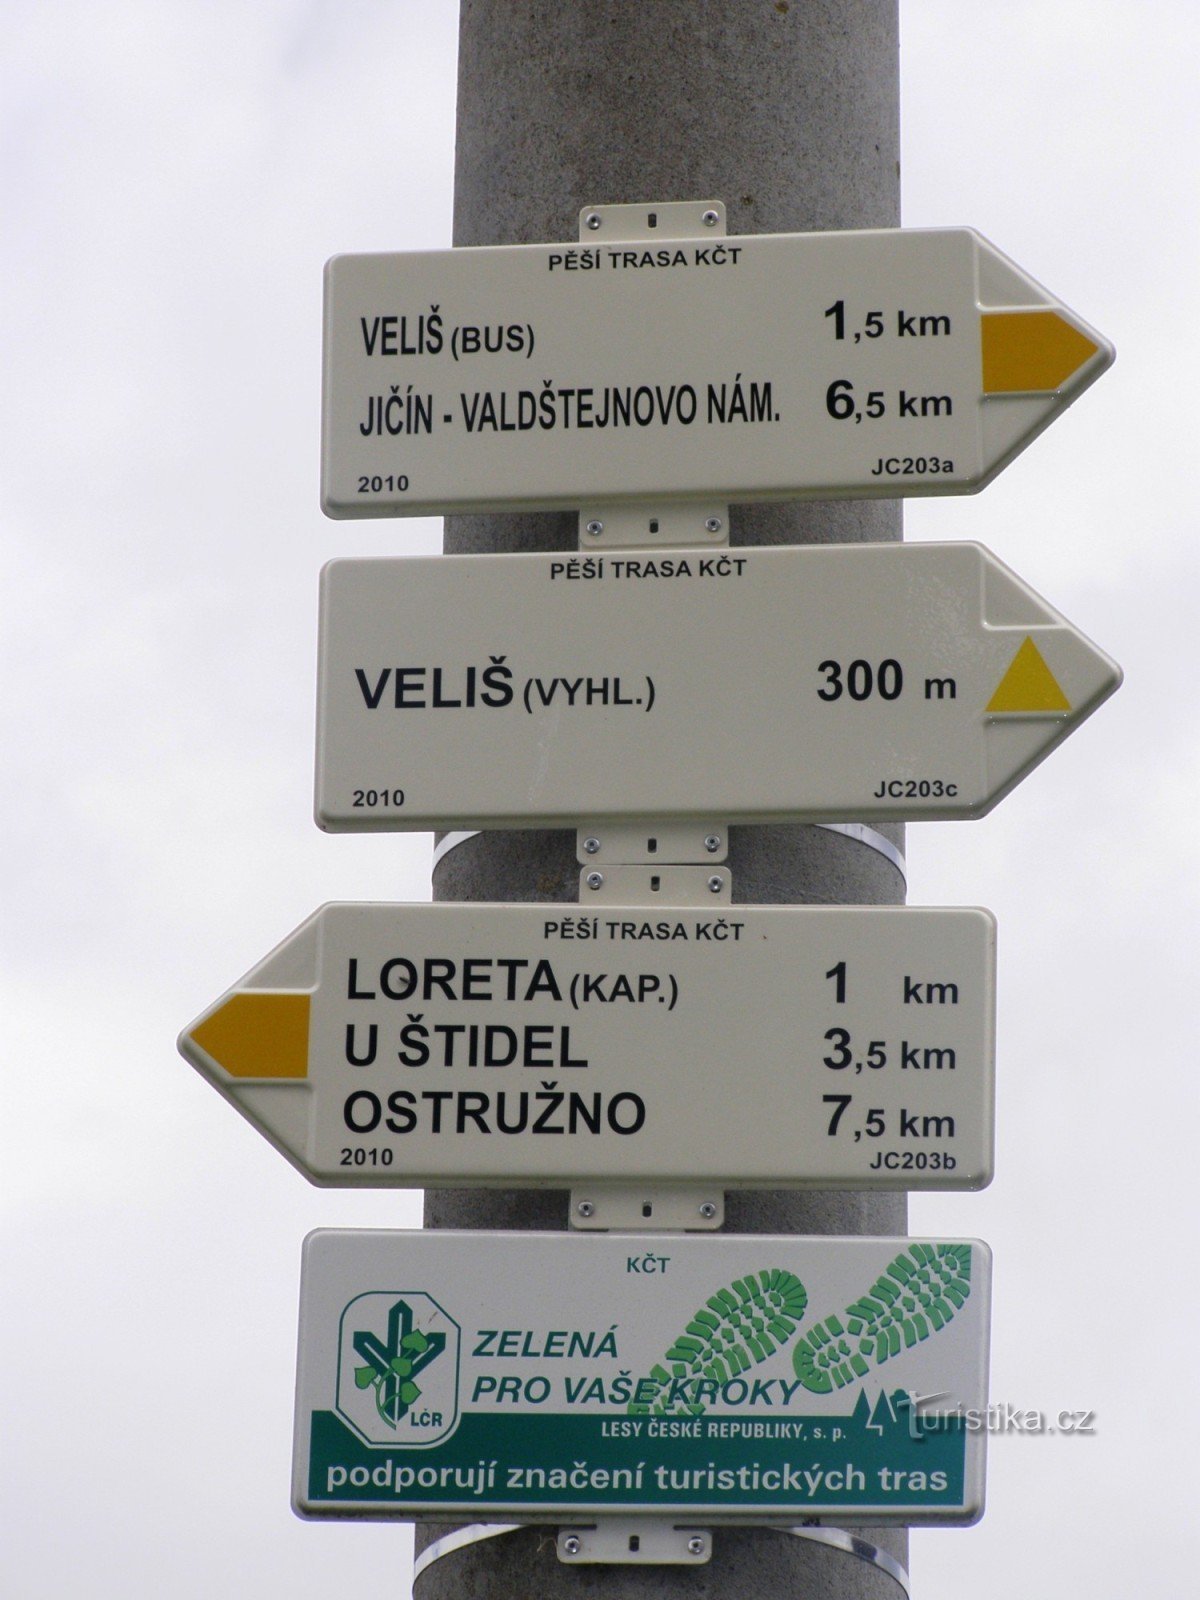 PĚŠÍ TRASA KČT
VELIŠ (BUS) 1,5 km
JIČÍN - VALDŠTEJNOVO NÁM. 6,5 km
2010 JC203a
PĚŠÍ TRASA KČT
VELIŠ (VYHL.) 300 m
2010 JC203c
PĚŠÍ TRASA KČT
LORETA (KAP.) 1 km
U ŠTIDEL 3,5 km
OSTRUŽNO 7,5 km
2010 JC203b
KČT
ZELENÁ
PRO VAŠE KROKY
LČR
LESY ČESKÉ REPUBLIKY, s. p.
Turistika.cz
podporují značení turistických tras